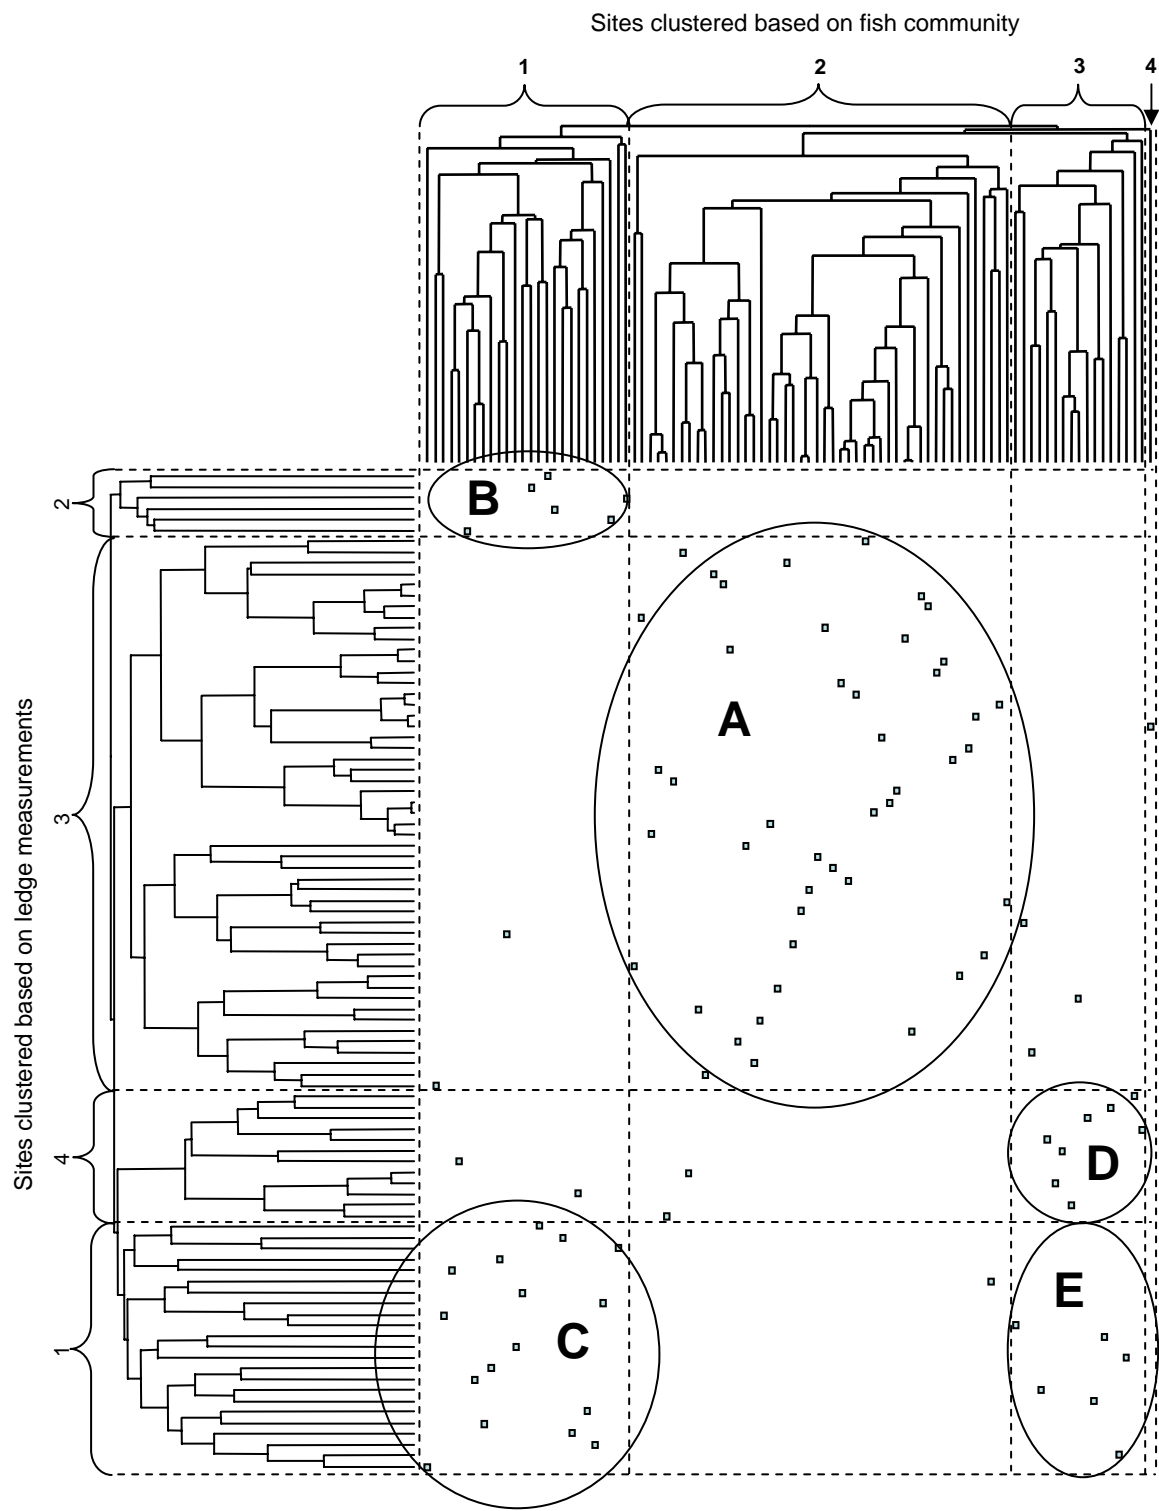 Sites clustered based on fish community
1
2
3
4
2
B
A
3
Sites clustered based on ledge measurements
4
D
1
C
E